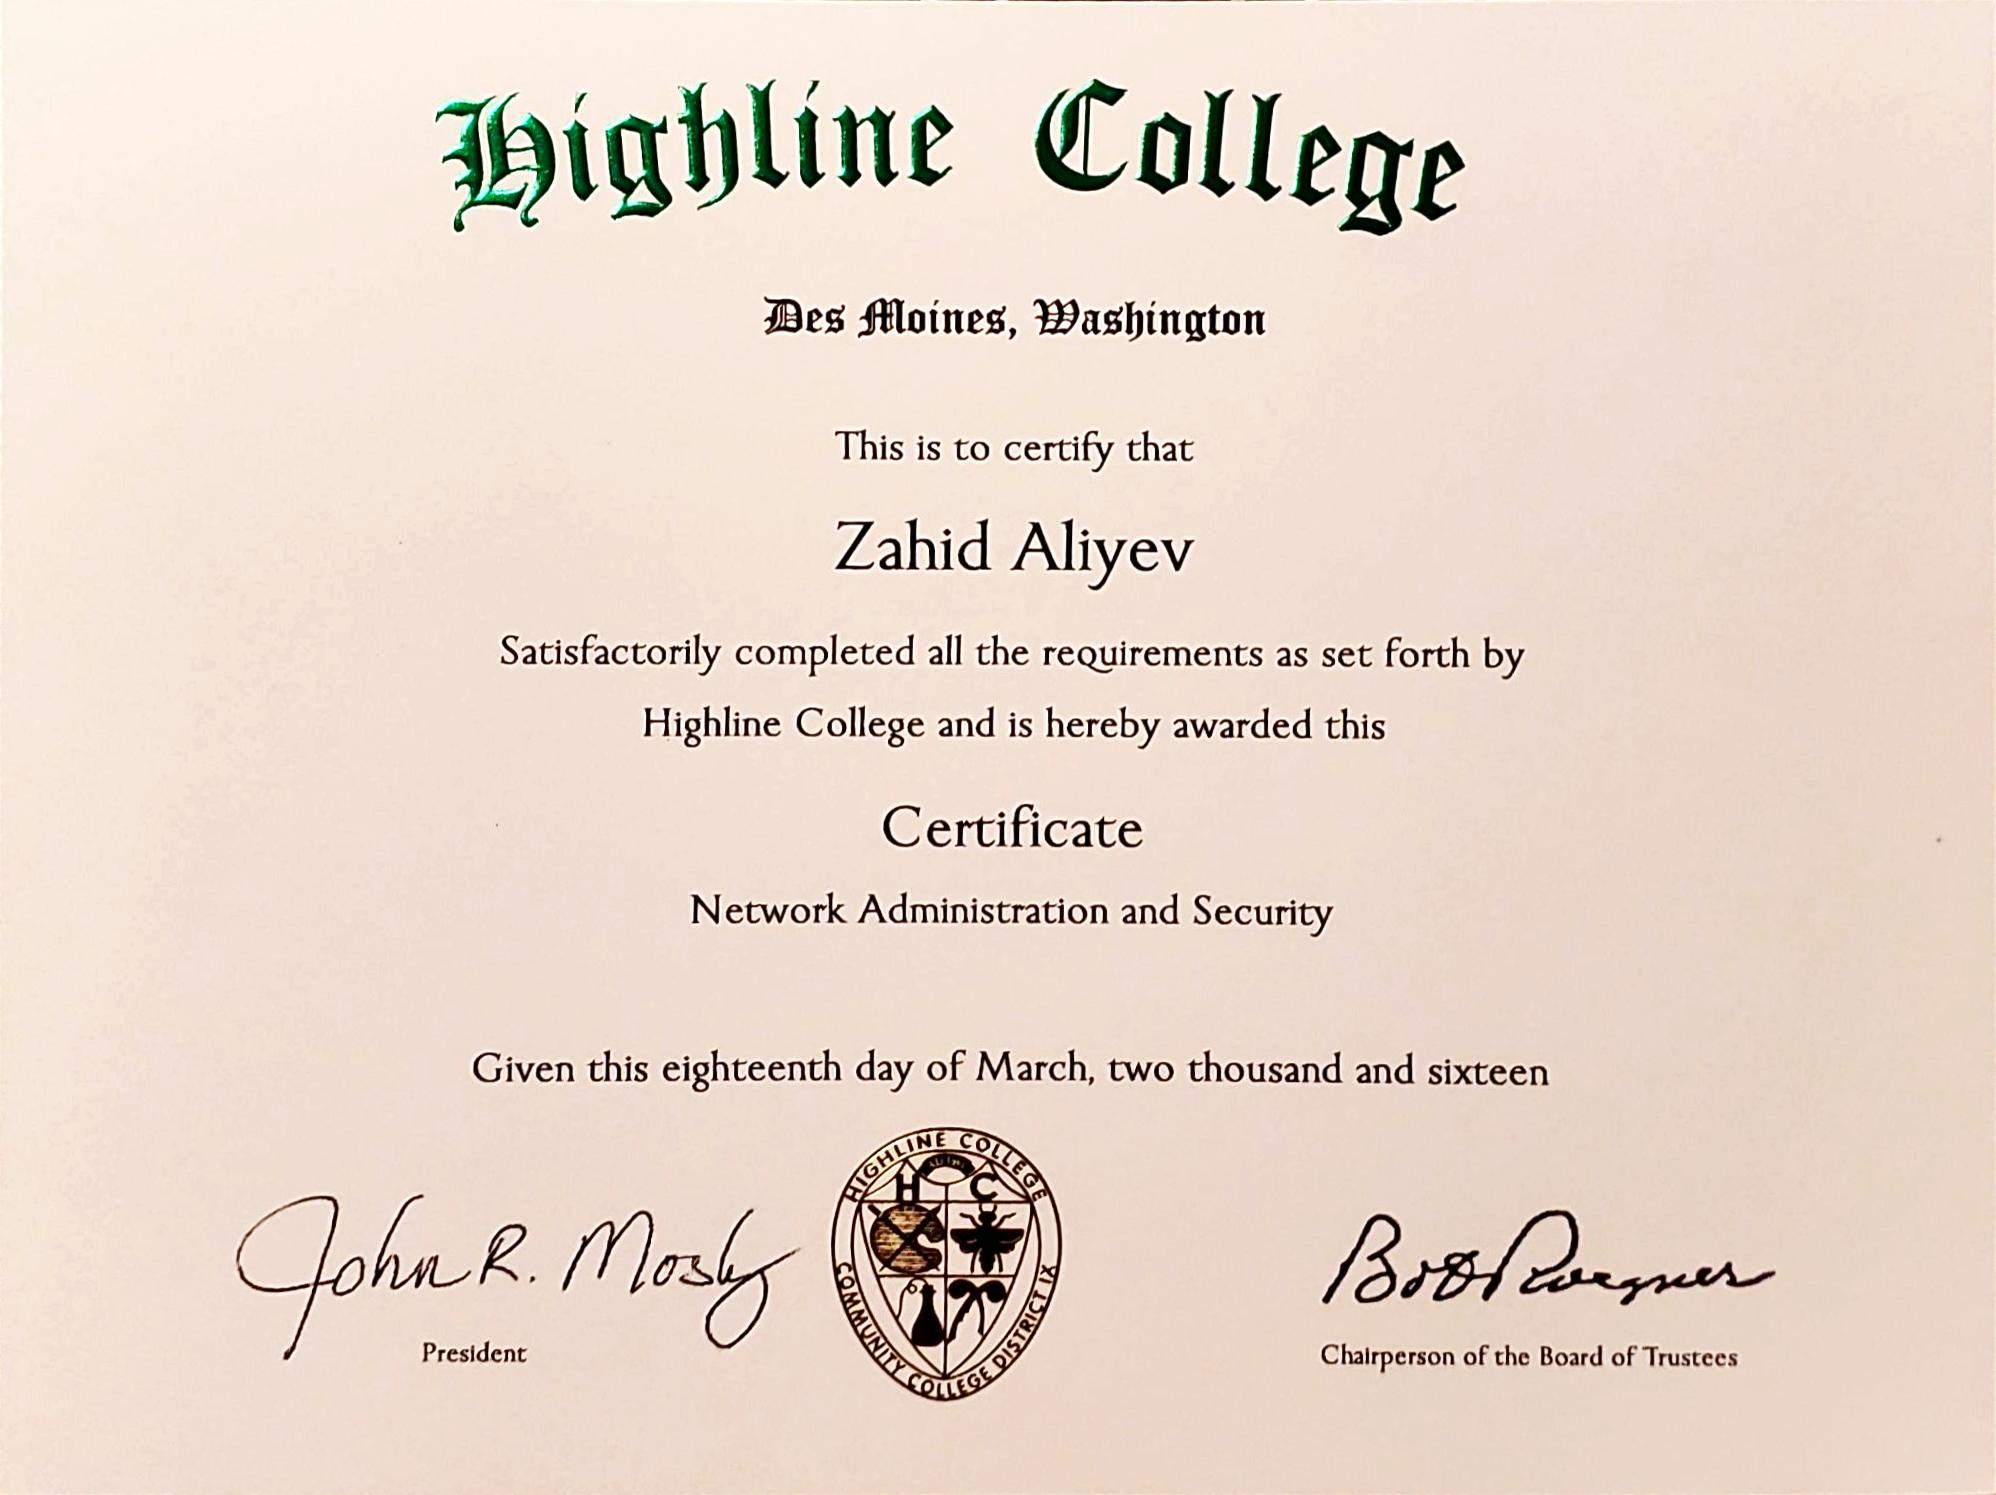 Highline College
Des Moines, Washington
This is to certify that
Zahid Aliyev
Satisfactorily completed all the requirements as set forth by
Highline College and is hereby awarded this
Certificate
Network Administration and Security
Given this eighteenth day of March, two thousand and sixteen
John R. Mosby
President
HIGHLINE COLLEGE
H C
COMMUNITY COLLEGE DISTRICT IX
Bob Roegner
Chairperson of the Board of Trustees